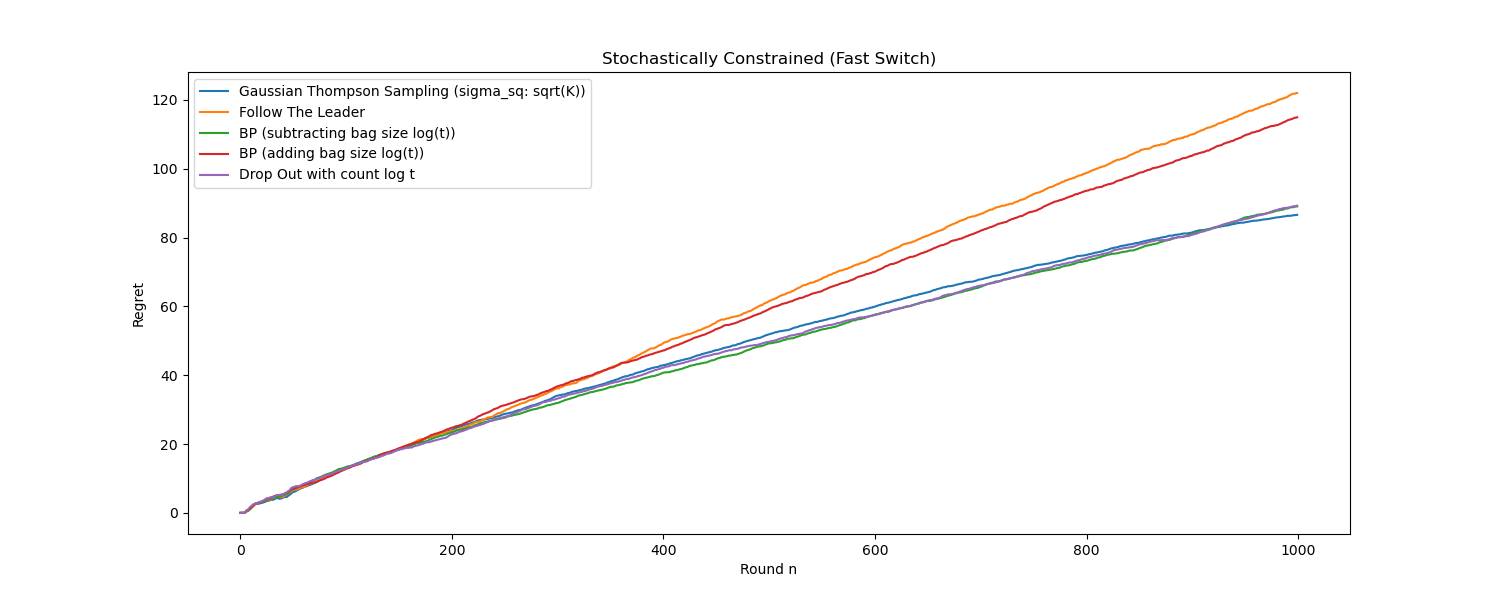 Stochastically Constrained (Fast Switch)
Gaussian Thompson Sampling (sigma_sq: sqrt(K))
Follow The Leader
BP (subtracting bag size log(t))
BP (adding bag size log(t))
Drop Out with count log t
120
100
80
60
40
20
0
Regret
0 200 400 600 800 1000
Round n